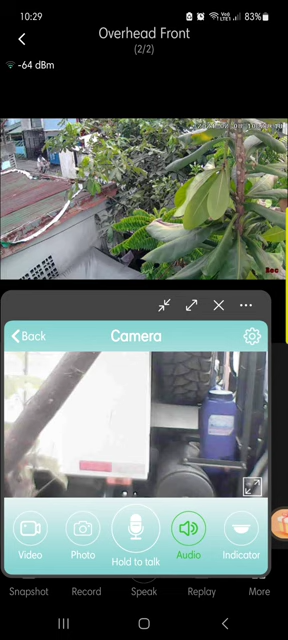 10:29
83%
Overhead Front
(2/2)
-64 dBm
Back
Camera
Video
Photo
Hold to talk
Audio
Indicator
Snapshot
Record
Speak
Replay
More